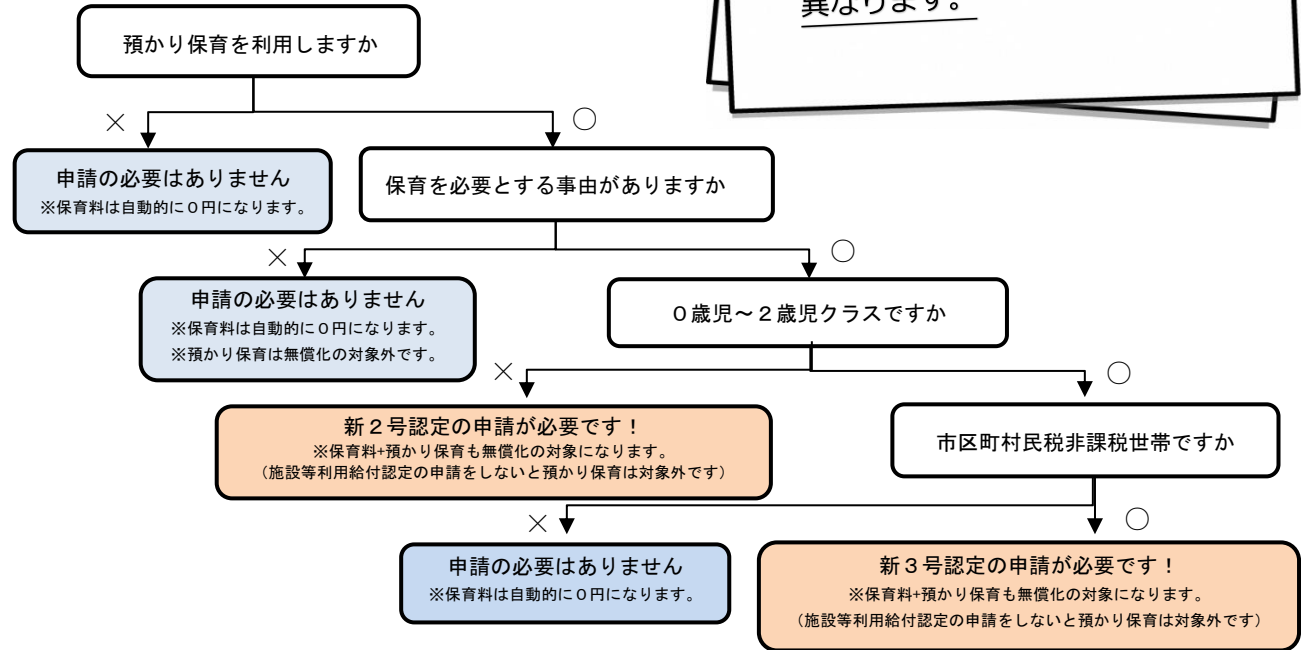 異なります。
預かり保育を利用しますか
×
○
申請の必要はありません
※保育料は自動的に０円になります。
保育を必要とする事由がありますか
×
○
申請の必要はありません
※保育料は自動的に０円になります。
※預かり保育は無償化の対象外です。
０歳児～２歳児クラスですか
×
○
新２号認定の申請が必要です！
※保育料+預かり保育も無償化の対象になります。
（施設等利用給付認定の申請をしないと預かり保育は対象外です）
市区町村民税非課税世帯ですか
×
○
申請の必要はありません
※保育料は自動的に０円になります。
新３号認定の申請が必要です！
※保育料+預かり保育も無償化の対象になります。
（施設等利用給付認定の申請をしないと預かり保育は対象外です）